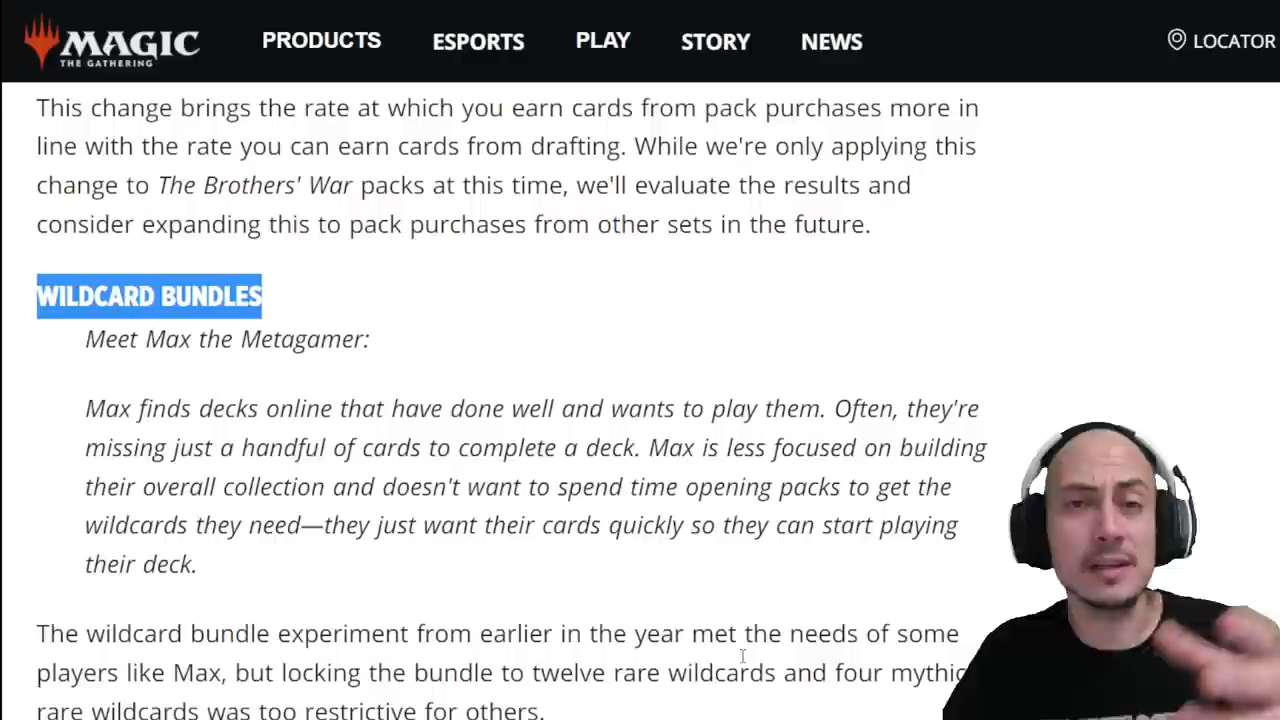 MAGIC
THE GATHERING
PRODUCTS
ESPORTS
PLAY
STORY
NEWS
LOCATOR
This change brings the rate at which you earn cards from pack purchases more in
line with the rate you can earn cards from drafting. While we're only applying this
change to The Brothers' War packs at this time, we'll evaluate the results and
consider expanding this to pack purchases from other sets in the future.
WILDCARD BUNDLES
Meet Max the Metagamer:
Max finds decks online that have done well and wants to play them. Often, they're
missing just a handful of cards to complete a deck. Max is less focused on building
their overall collection and doesn't want to spend time opening packs to get the
wildcards they need—they just want their cards quickly so they can start playing
their deck.
The wildcard bundle experiment from earlier in the year met the needs of some
players like Max, but locking the bundle to twelve rare wildcards and four mythic
rare wildcards was too restrictive for others.